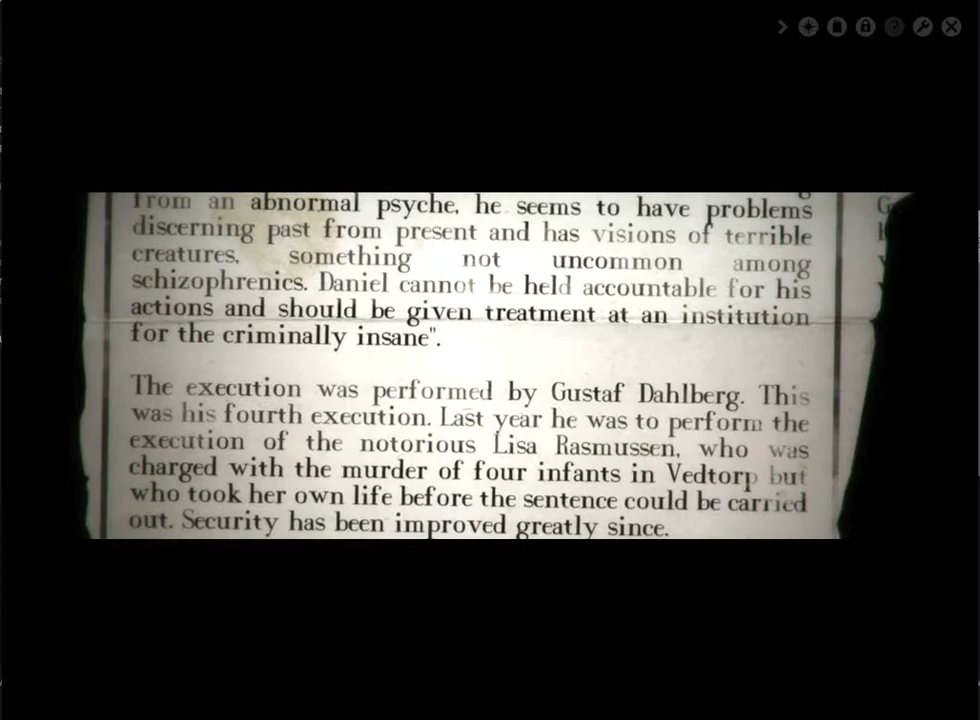 from an abnormal psyche, he seems to have problems
discerning past from present and has visions of terrible
creatures, something not uncommon among
schizophrenics. Daniel cannot be held accountable for his
actions and should be given treatment at an institution
for the criminally insane".
The execution was performed by Gustaf Dahlberg. This
was his fourth execution. Last year he was to perform the
execution of the notorious Lisa Rasmussen, who was
charged with the murder of four infants in Vedtorp but
who took her own life before the sentence could be carried
out. Security has been improved greatly since.